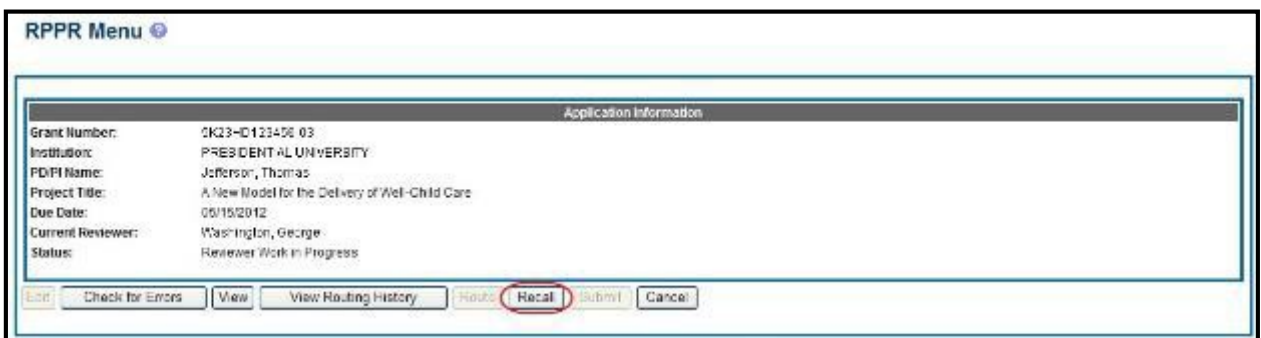 RPPR Menu
Application Information
Grant Number: 5K23HD123456-03
Institution: PRESIDENTIAL UNIVERSITY
PD/PI Name: Jefferson, Thomas
Project Title: A New Model for the Delivery of Well-Child Care
Due Date: 05/15/2012
Current Reviewer: Washington, George
Status: Reviewer Work in Progress
Edit Check for Errors View View Routing History Route Recall Submit Cancel